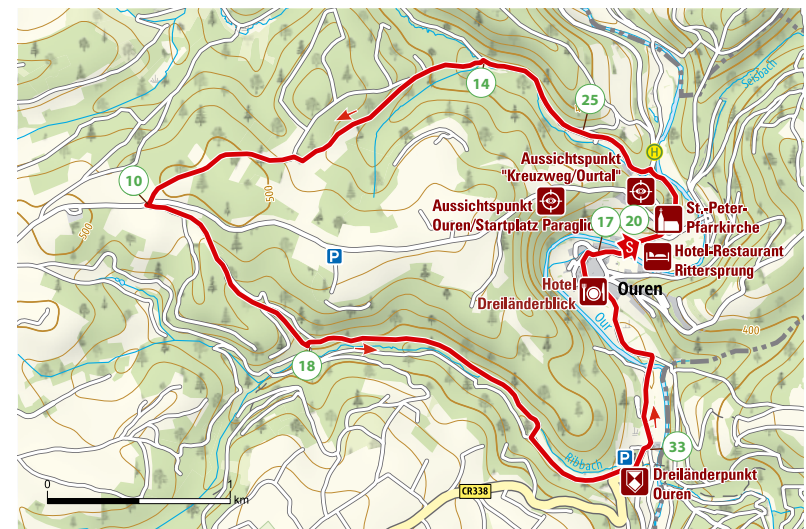 Seisbach
14
25
H
Aussichtspunkt
"Kreuzweg/Ourtal"
10
500
Aussichtspunkt
Ouren/Startplatz Paraglid
17
20
St.-Peter-
Pfarrkirche
500
S
Hotel-Restaurant
Rittersprung
P
Hotel
Dreiländerblick
Ouren
Our
400
18
33
P
Ribbach
Dreiländerpunkt
Ouren
0
1
km
CR338